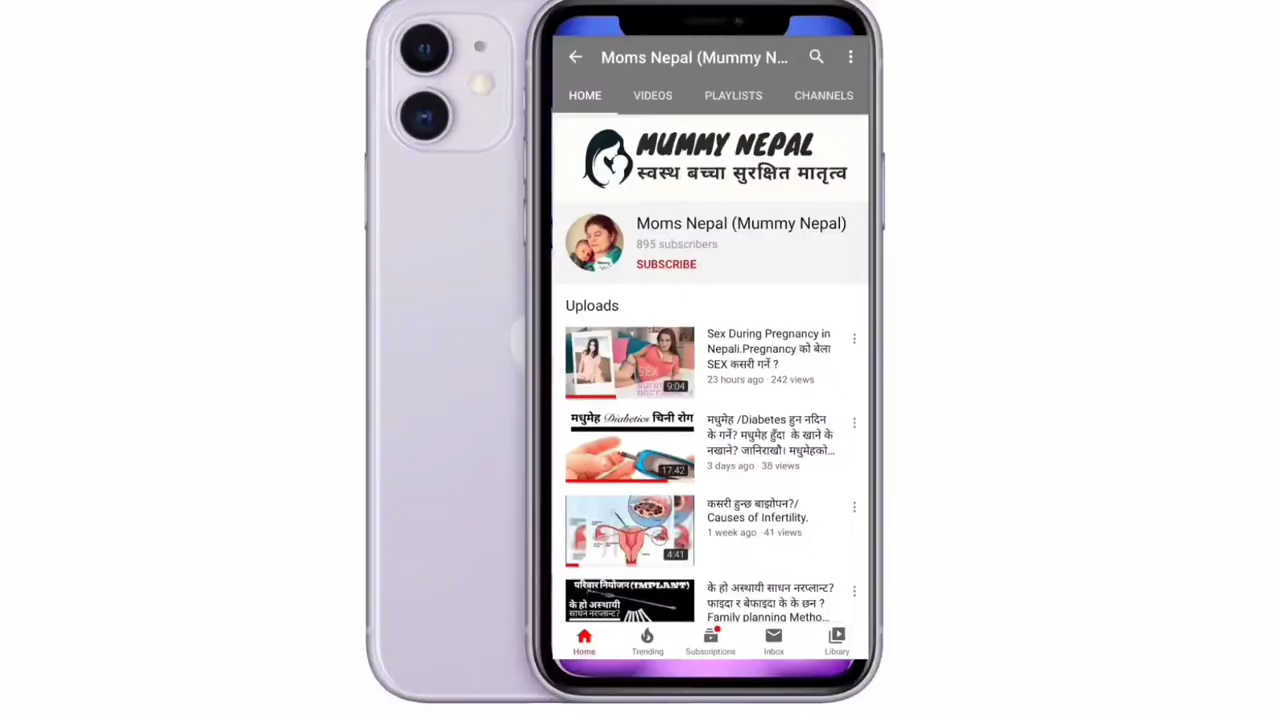 Moms Nepal (Mummy N...
HOME VIDEOS PLAYLISTS CHANNELS
MUMMY NEPAL
स्वस्थ बच्चा सुरक्षित मातृत्व
Moms Nepal (Mummy Nepal)
895 subscribers
SUBSCRIBE
Uploads
9:04
Sex During Pregnancy in
Nepali.Pregnancy को बेला
SEX कसरी गर्ने ?
23 hours ago · 242 views
मधुमेह Diabetics चिनी रोग
17:42
मधुमेह /Diabetes हुन नदिन
के गर्ने? मधुमेह हुँदा के खाने के
नखाने? जानिराखौ। मधुमेहको...
3 days ago · 38 views
4:41
कसरी हुन्छ बाझोपन?/
Causes of Infertility.
1 week ago · 41 views
परिवार नियोजन (IMPLANT)
के हो अस्थायी
साधन नरप्लान्ट?
के हो अस्थायी साधन नरप्लान्ट?
फाइदा र बेफाइदा के के छन ?
Family planning Metho...
Home Trending Subscriptions Inbox Library